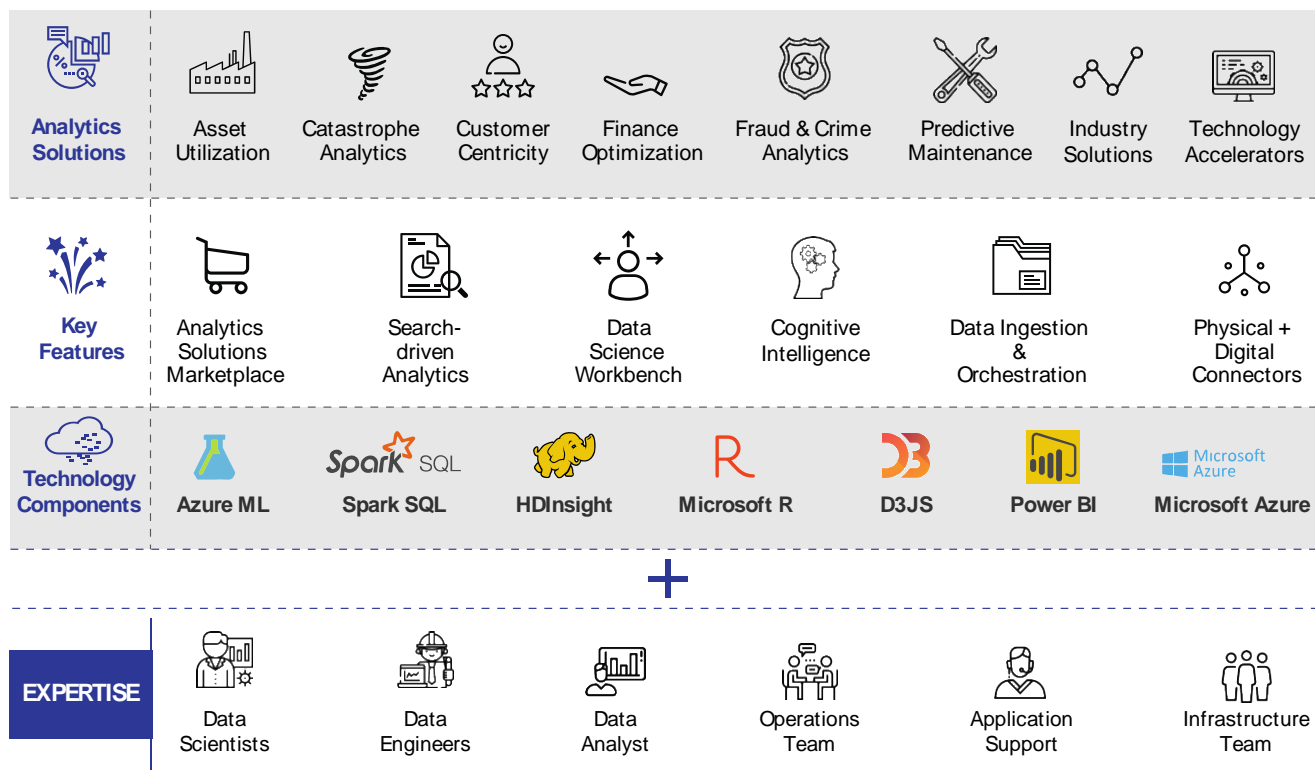 Analytics
Solutions
Asset
Utilization
Catastrophe
Analytics
Customer
Centricity
Finance
Optimization
Fraud & Crime
Analytics
Predictive
Maintenance
Industry
Solutions
Technology
Accelerators
Key
Features
Analytics
Solutions
Marketplace
Search-
driven
Analytics
Data
Science
Workbench
Cognitive
Intelligence
Data Ingestion
&
Orchestration
Physical +
Digital
Connectors
Technology
Components
Azure ML
Spark SQL
Spark SQL
HDInsight
R
Microsoft R
D3
D3JS
Power BI
Microsoft
Azure
Microsoft Azure
+
EXPERTISE
Data
Scientists
Data
Engineers
Data
Analyst
Operations
Team
Application
Support
Infrastructure
Team